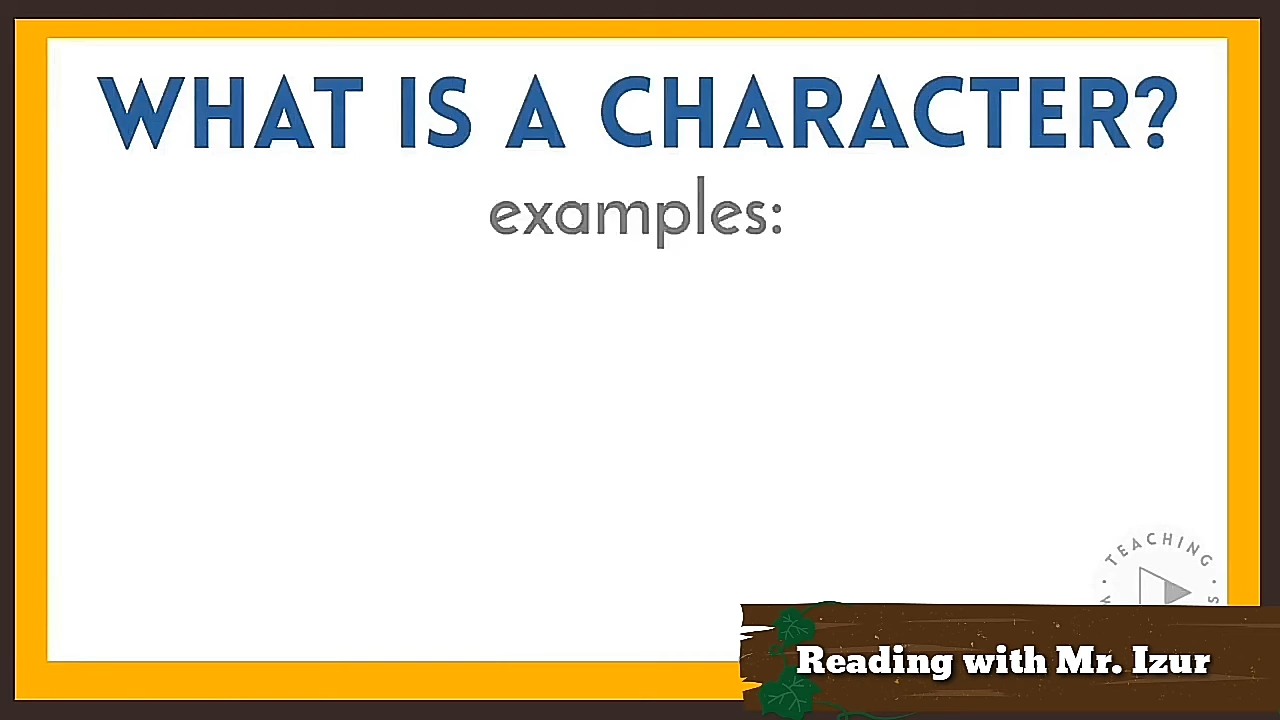 WHAT IS A CHARACTER?
examples:
TEACHING
Reading with Mr. Izur